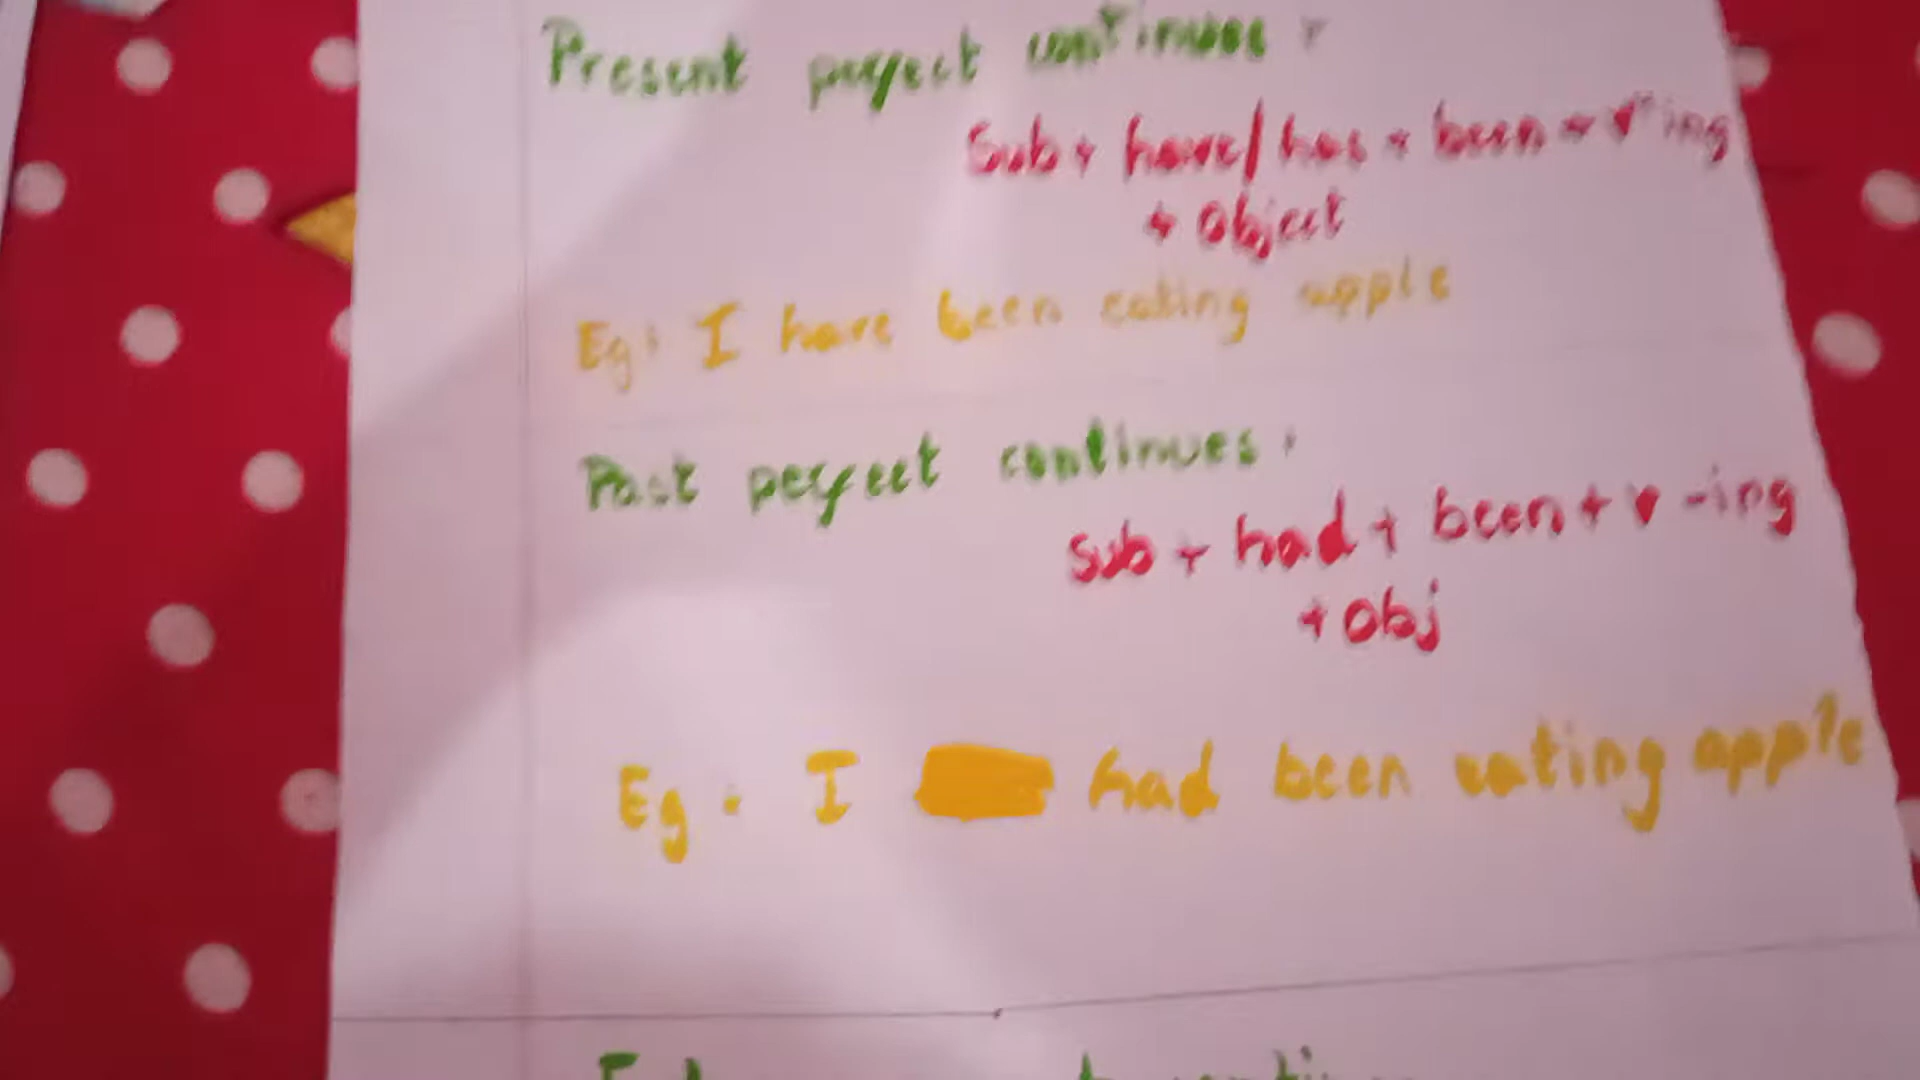 Present perfect continues :
Sub + have/has + been + v ing
+ Object
Eg: I have been eating apple
Past perfect continues :
Sub + had + been + v -ing
+ Obj
Eg : I had been eating apple